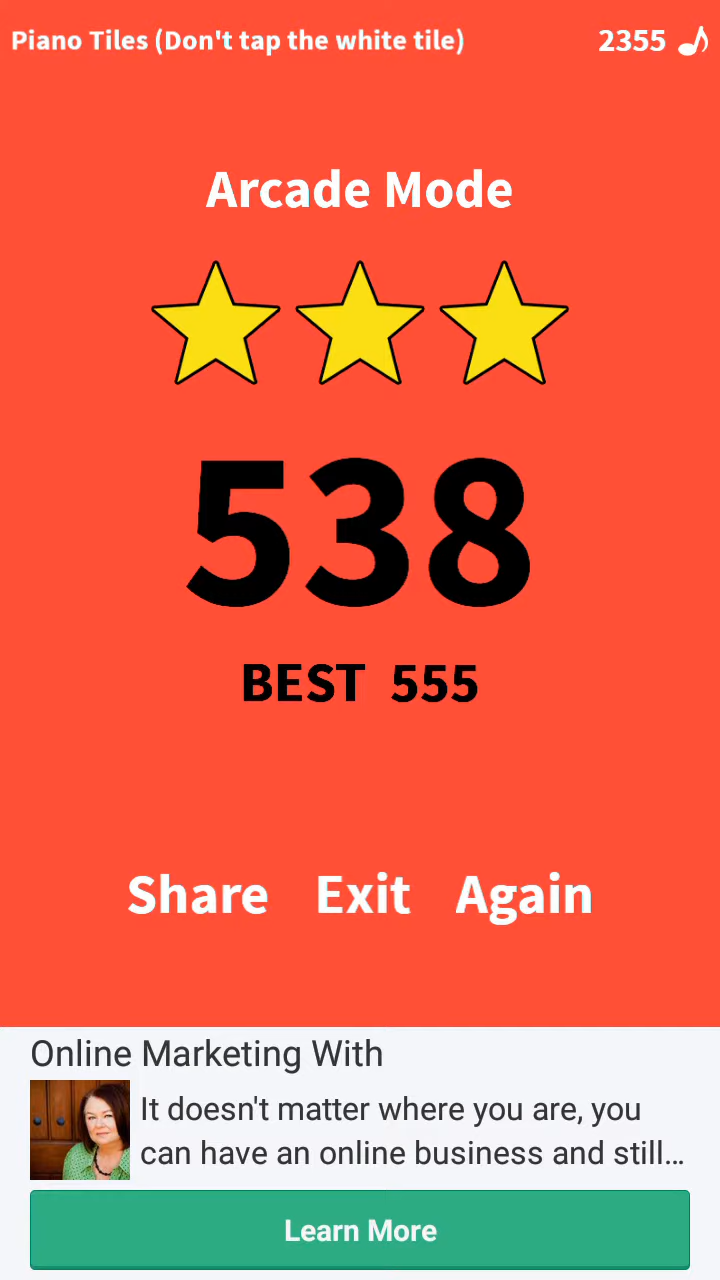 Piano Tiles (Don't tap the white tile) 2355
Arcade Mode
538
BEST 555
Share Exit Again
Online Marketing With
It doesn't matter where you are, you
can have an online business and still...
Learn More